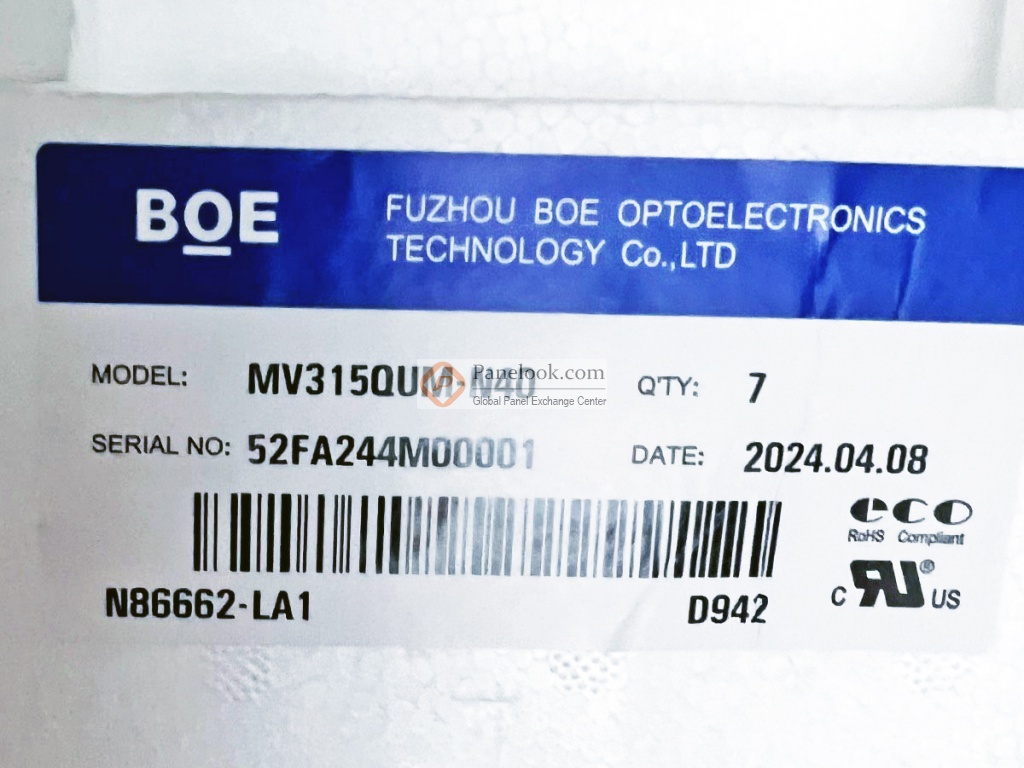 BOE
FUZHOU BOE OPTOELECTRONICS
TECHNOLOGY Co.,LTD
MODEL: MV315QUM-N40 Q'TY: 7
Panelook.com
Global Panel Exchange Center
SERIAL NO: 52FA244M00001 DATE: 2024.04.08
eco
RoHS Compliant
N86662-LA1 D942
C RU® US